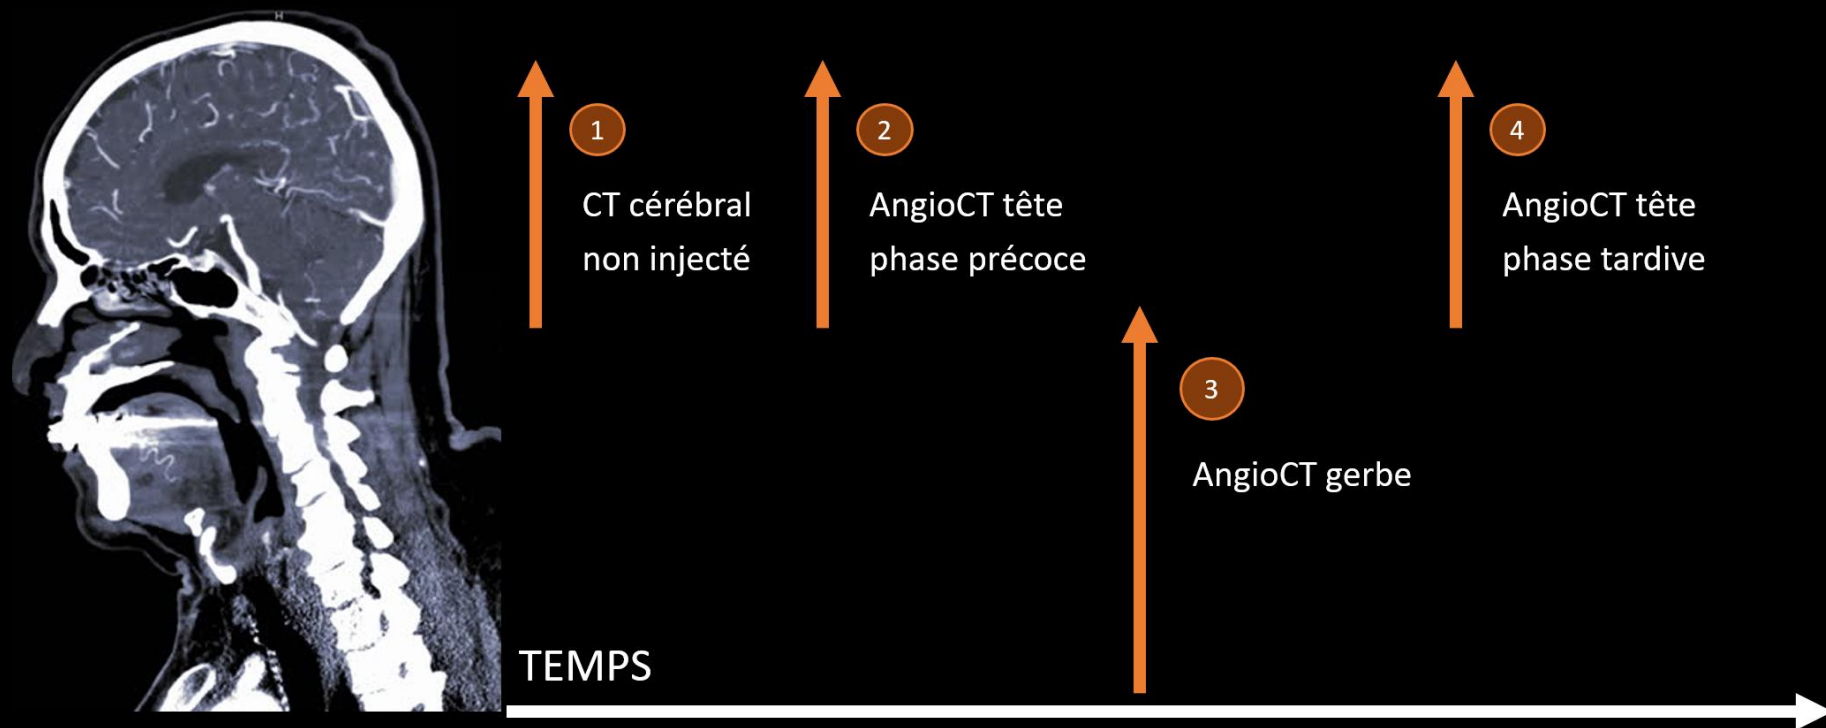 H
1
CT cérébral
non injecté
2
AngioCT tête
phase précoce
3
AngioCT gerbe
4
AngioCT tête
phase tardive
TEMPS